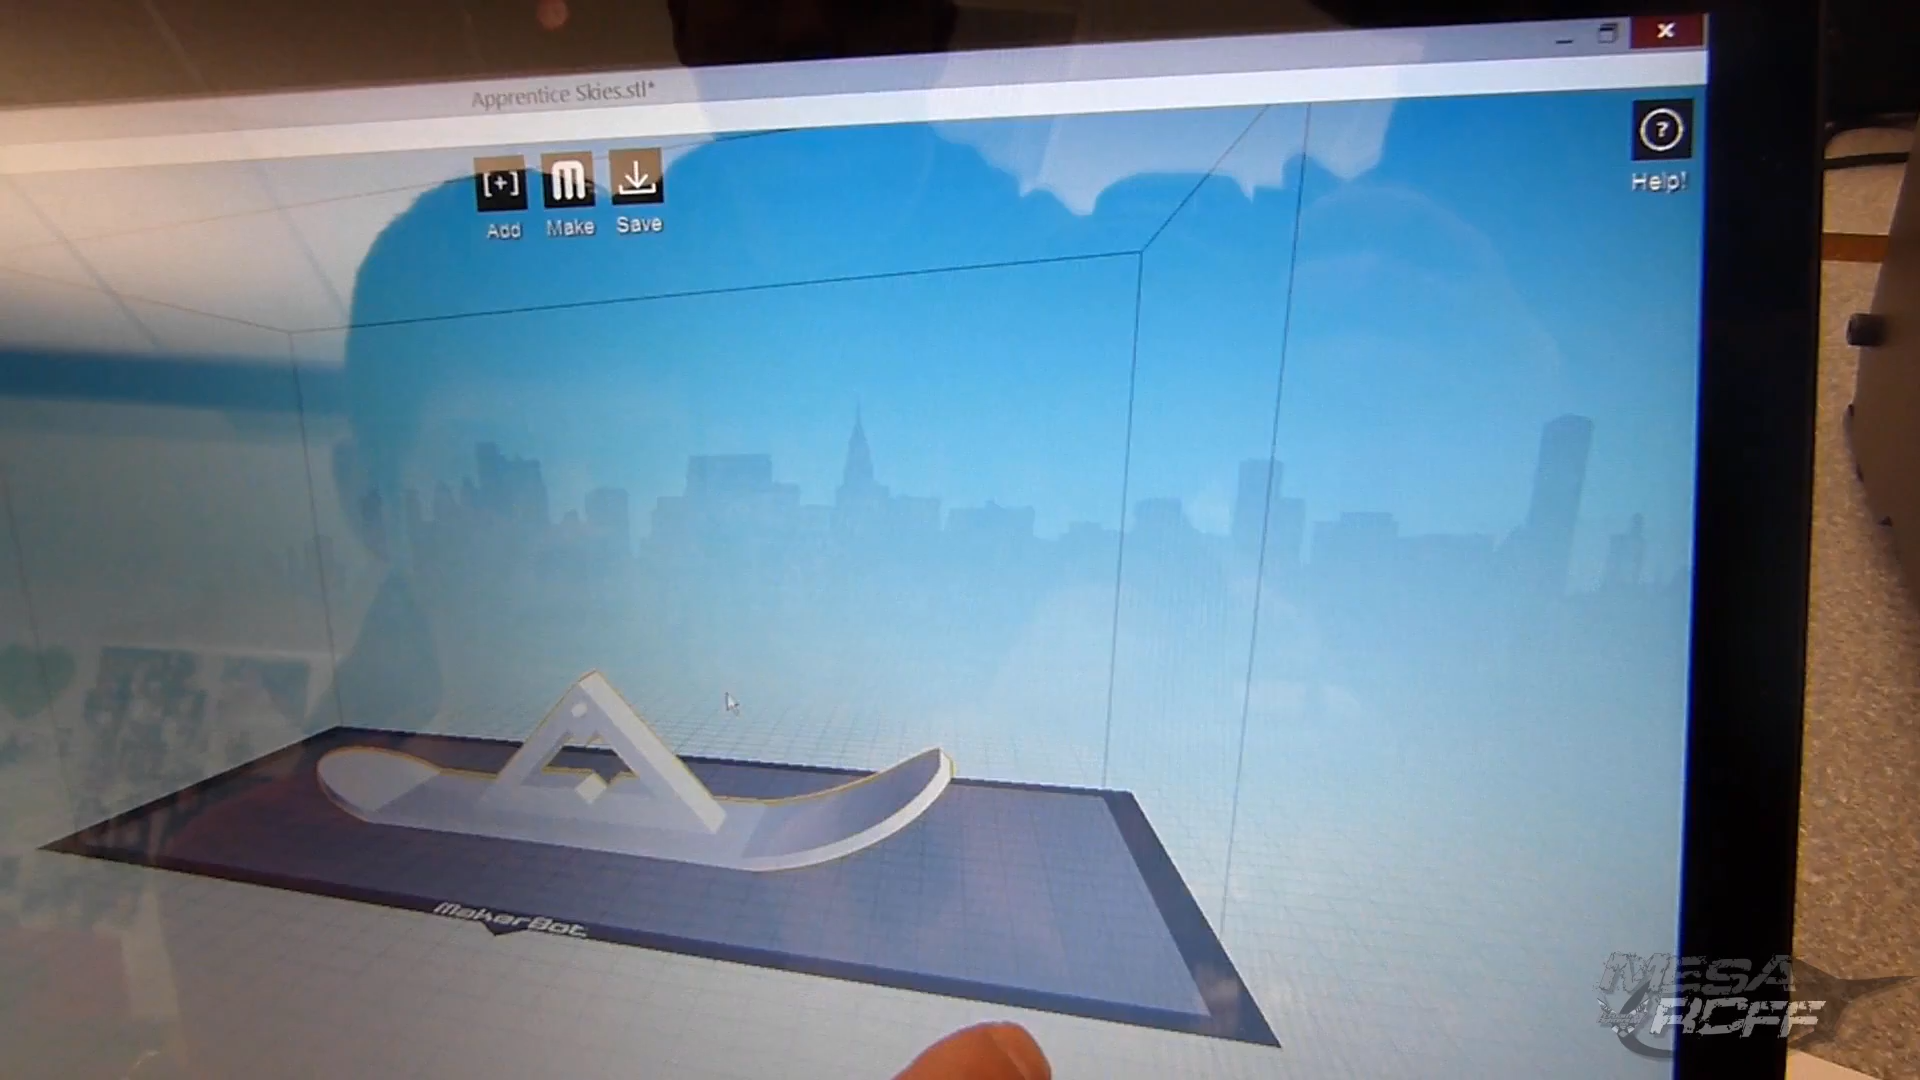 Apprentice Skies.stl*
[+] m ?
Add Make Save Help!
MakerBot
MESA
RCFF